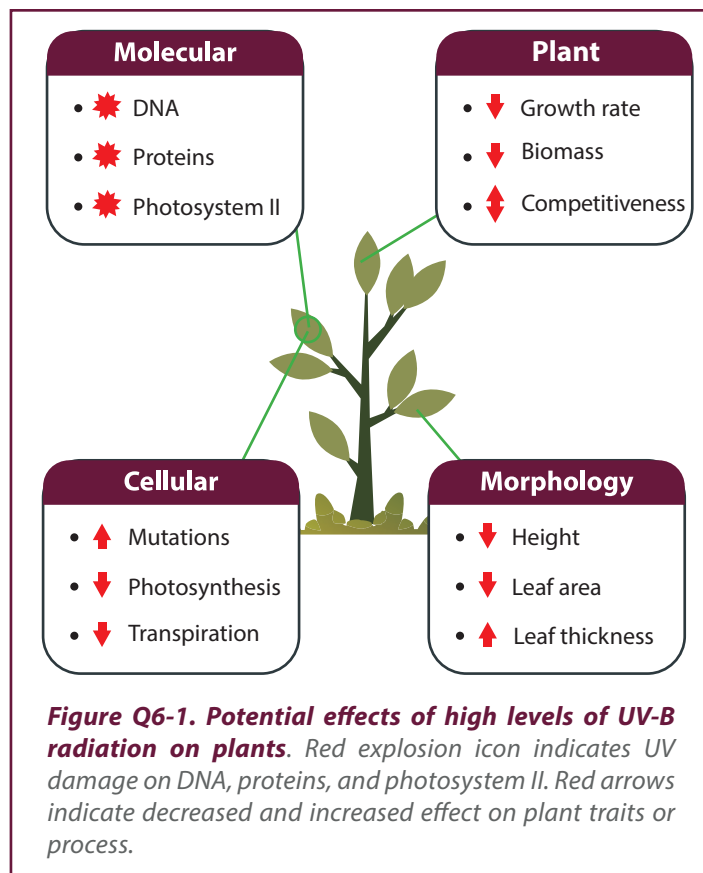 Molecular
• DNA
• Proteins
• Photosystem II
Plant
• Growth rate
• Biomass
• Competitiveness
Cellular
• Mutations
• Photosynthesis
• Transpiration
Morphology
• Height
• Leaf area
• Leaf thickness
Figure Q6-1. Potential effects of high levels of UV-B
radiation on plants. Red explosion icon indicates UV
damage on DNA, proteins, and photosystem II. Red arrows
indicate decreased and increased effect on plant traits or
process.